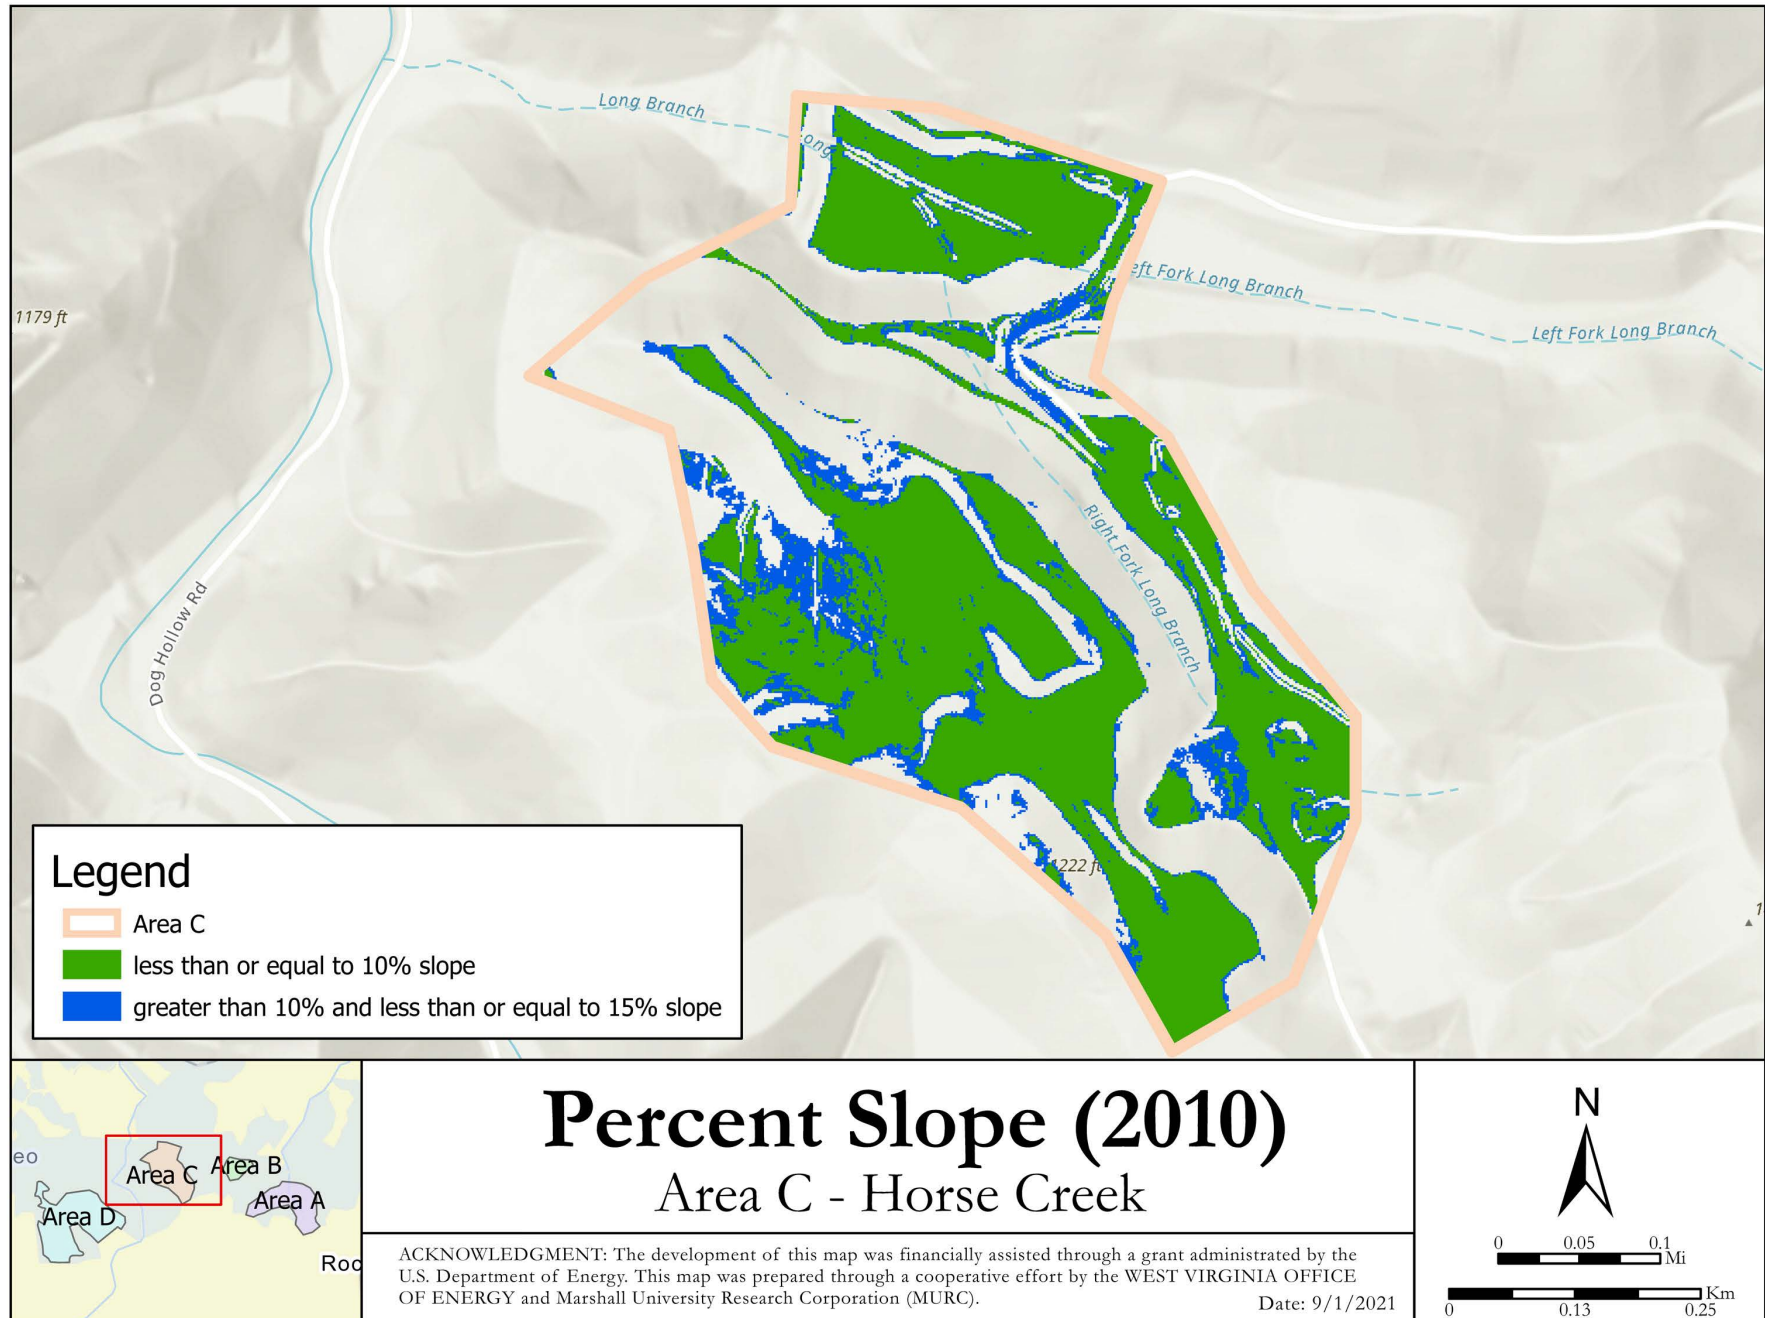 Long Branch
ong
eft Fork Long Branch
Left Fork Long Branch
1179 ft
Right Fork Long Branch
Dog Hollow Rd
1222 ft
1
Legend
Area C
less than or equal to 10% slope
greater than 10% and less than or equal to 15% slope
eo
Area C
Area B
Area A
Area D
Roo
Percent Slope (2010)
Area C - Horse Creek
ACKNOWLEDGMENT: The development of this map was financially assisted through a grant administrated by the
U.S. Department of Energy. This map was prepared through a cooperative effort by the WEST VIRGINIA OFFICE
OF ENERGY and Marshall University Research Corporation (MURC).
Date: 9/1/2021
N
0 0.05 0.1
Mi
Km
0 0.13 0.25